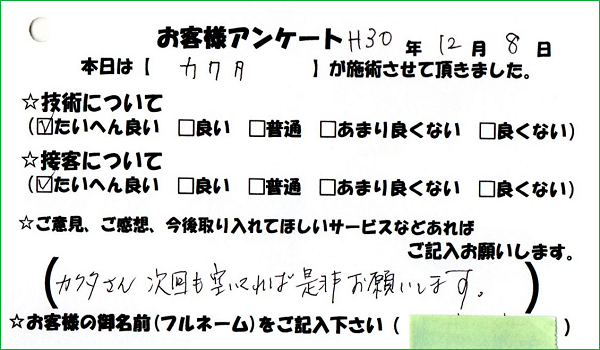 お客様アンケート H30 年 12 月 8 日
本日は【 カクタ 】が施術させて頂きました。
☆技術について
(☑たいへん良い □良い □普通 □あまり良くない □良くない)
☆接客について
(☑たいへん良い □良い □普通 □あまり良くない □良くない)
☆ご意見、ご感想、今後取り入れてほしいサービスなどあれば
ご記入お願いします。
(カクタさん 次回も空いてれば是非お願いします。)
☆お客様の御名前(フルネーム)をご記入下さい( )